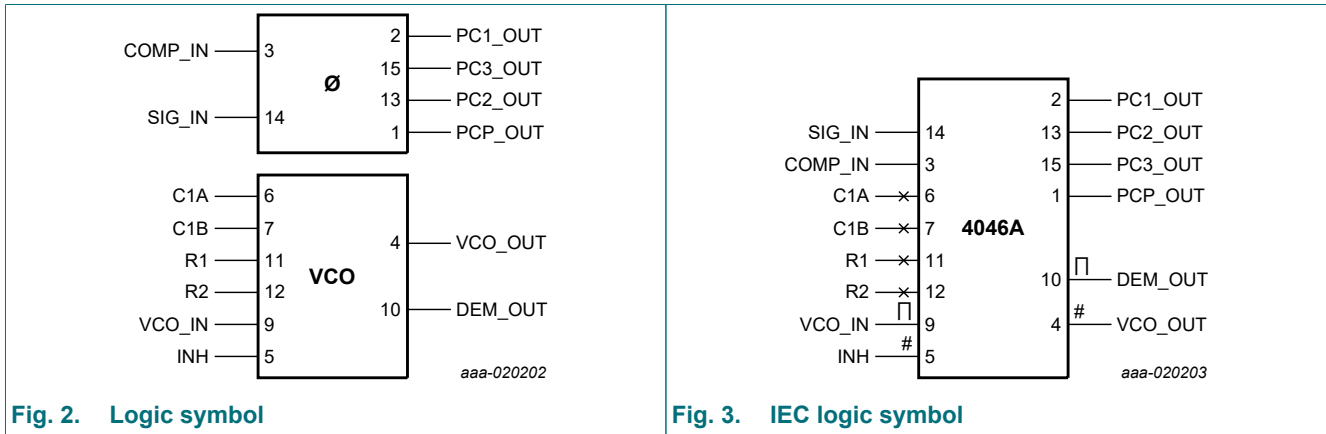 COMP_IN 3
SIG_IN 14
Ø
2 PC1_OUT
15 PC3_OUT
13 PC2_OUT
1 PCP_OUT
C1A 6
C1B 7
R1 11
R2 12
VCO_IN 9
INH 5
VCO
4 VCO_OUT
10 DEM_OUT
aaa-020202
Fig. 2. Logic symbol
SIG_IN 14
COMP_IN 3
C1A × 6
C1B × 7
R1 × 11
R2 × 12
VCO_IN ∏ 9
INH # 5
4046A
2 PC1_OUT
13 PC2_OUT
15 PC3_OUT
1 PCP_OUT
10 ∏ DEM_OUT
4 # VCO_OUT
aaa-020203
Fig. 3. IEC logic symbol